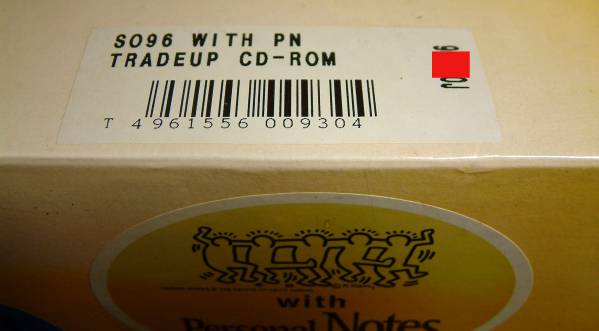 SO96 WITH PN
TRADEUP CD-ROM
T 4961556 009304
with
Personal Notes